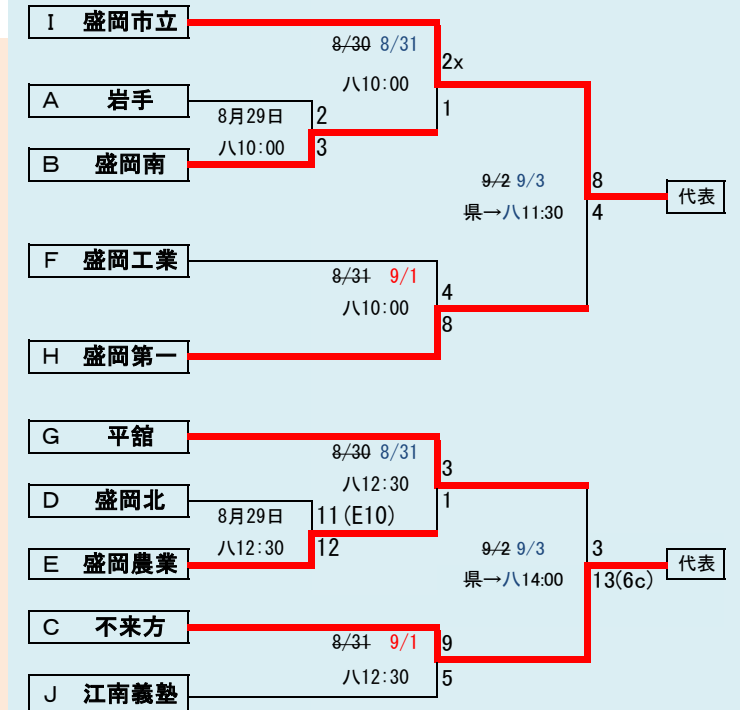 I 盛岡市立
8/30 8/31
2x
八10:00
A 岩手
1
8月29日
2
八10:00
3
B 盛岡南
9/2 9/3
8
代表
県→八11:30
4
F 盛岡工業
8/31 9/1
4
八10:00
8
H 盛岡第一
G 平舘
8/30 8/31
3
八12:30
D 盛岡北
1
8月29日
11(E10)
八12:30
12
9/2 9/3
3
E 盛岡農業
代表
県→八14:00
13(6c)
C 不来方
8/31 9/1
9
八12:30
5
J 江南義塾